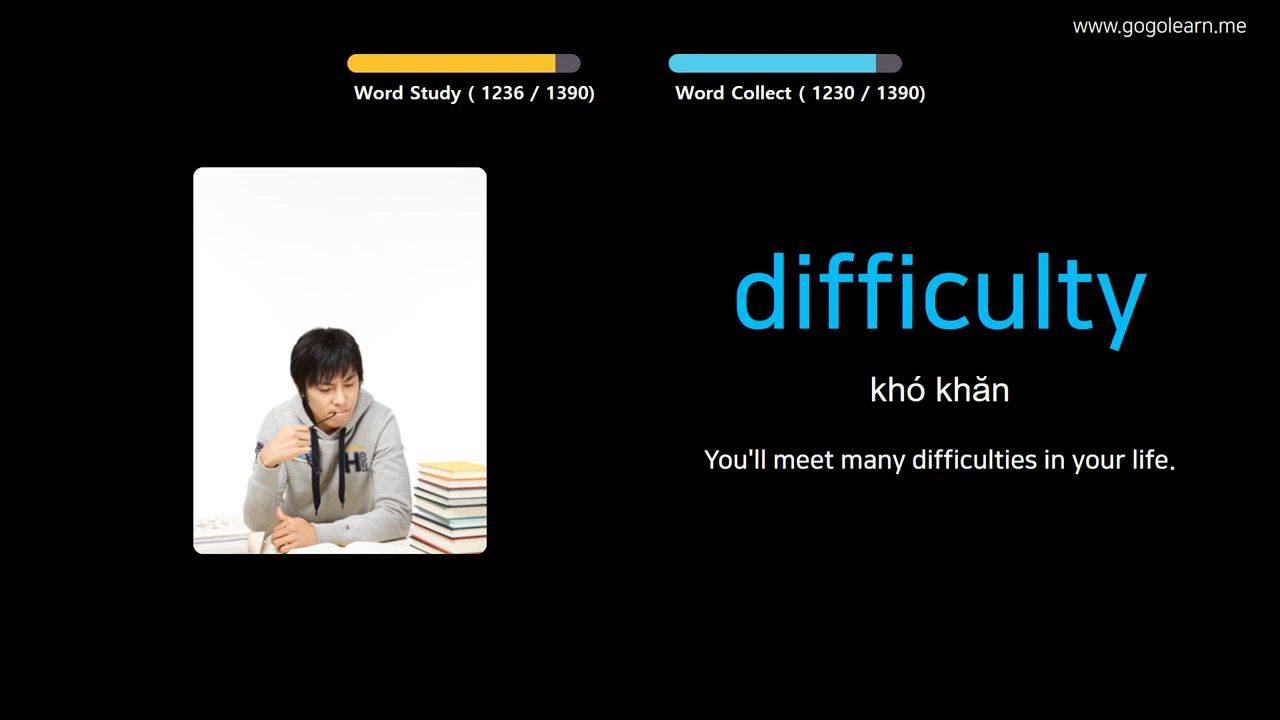 www.gogolearn.me
Word Study ( 1236 / 1390)
Word Collect ( 1230 / 1390)
difficulty
khó khăn
You'll meet many difficulties in your life.
H